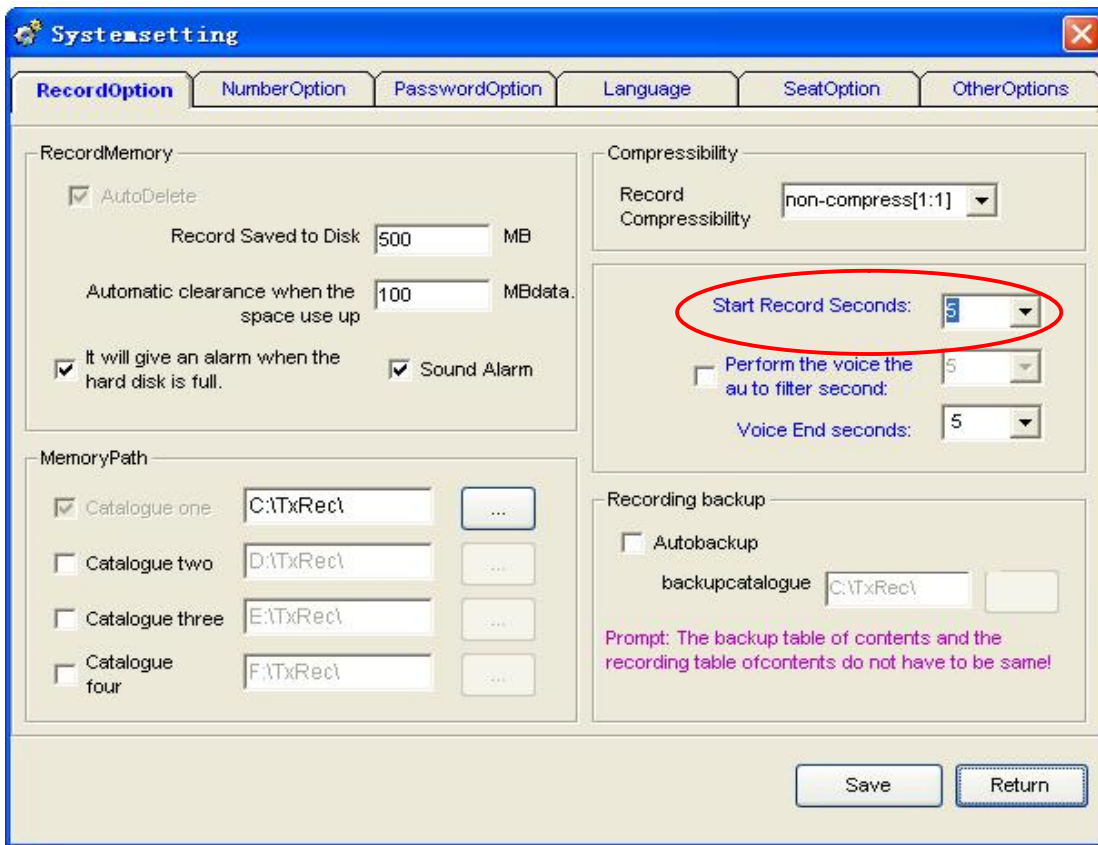 Systemsetting
RecordOption NumberOption PasswordOption Language SeatOption OtherOptions
RecordMemory
AutoDelete
Record Saved to Disk 500 MB
Automatic clearance when the 100 MBdata.
space use up
It will give an alarm when the
hard disk is full.
Sound Alarm
MemoryPath
Catalogue one C:\TxRec\ ...
Catalogue two D:\TxRec\ ...
Catalogue three E:\TxRec\ ...
Catalogue
four
F:\TxRec\ ...
Compressibility
Record
Compressibility
non-compress[1:1]
Start Record Seconds: 5
Perform the voice the
au to filter second:
5
Voice End seconds: 5
Recording backup
Autobackup
backupcatalogue C:\TxRec\
Prompt: The backup table of contents and the
recording table ofcontents do not have to be same!
Save Return